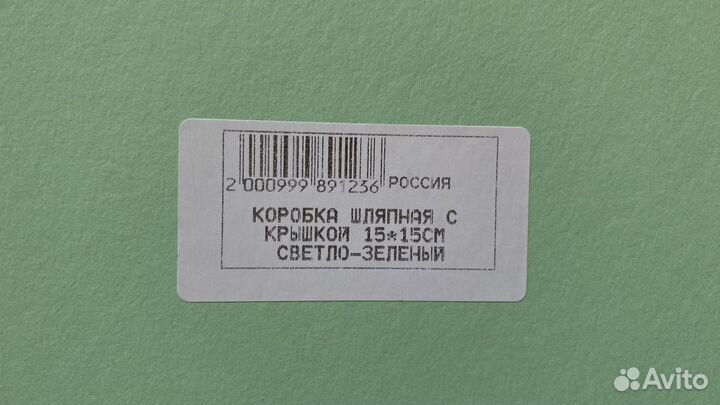 2 000999 891236 РОССИЯ
КОРОБКА ШЛЯПНАЯ С
КРЫШКОЙ 15*15СМ
СВЕТЛО-ЗЕЛЕНЫЙ
Avito